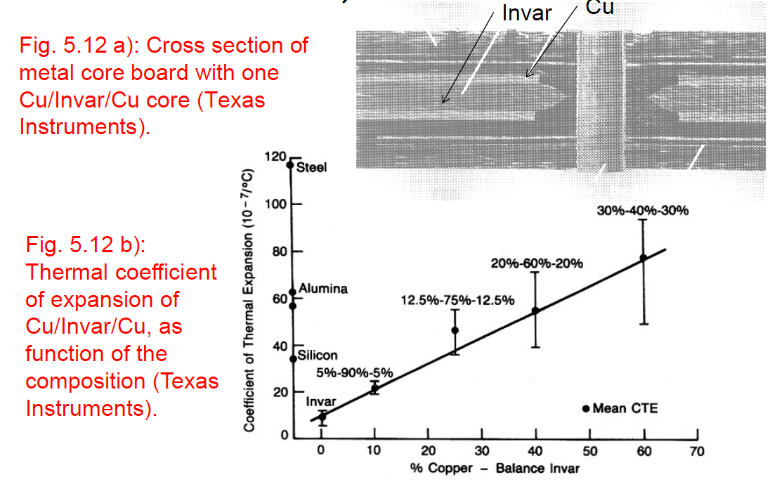 Invar
Cu
Fig. 5.12 a): Cross section of
metal core board with one
Cu/Invar/Cu core (Texas
Instruments).
Fig. 5.12 b):
Thermal coefficient
of expansion of
Cu/Invar/Cu, as
function of the
composition (Texas
Instruments).
Coefficient of Thermal Expansion (10⁻⁷/°C)
120
100
80
60
40
20
0
Steel
Alumina
Silicon
Invar
5%-90%-5%
12.5%-75%-12.5%
20%-60%-20%
30%-40%-30%
Mean CTE
0 10 20 30 40 50 60 70
% Copper – Balance Invar